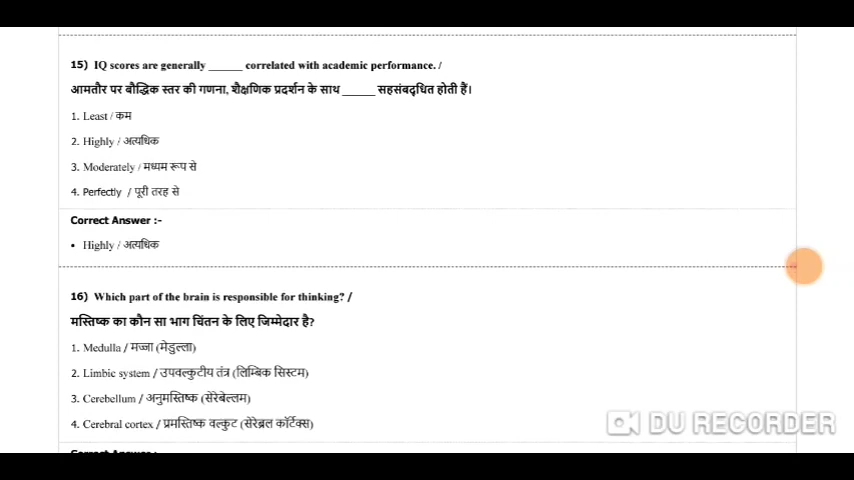 15) IQ scores are generally ______ correlated with academic performance. /
आमतौर पर बौद्धिक स्तर की गणना, शैक्षणिक प्रदर्शन के साथ ______ सहसंबद्धित होती हैं।
1. Least / कम
2. Highly / अत्यधिक
3. Moderately / मध्यम रूप से
4. Perfectly / पूरी तरह से
Correct Answer :-
• Highly / अत्यधिक
16) Which part of the brain is responsible for thinking? /
मस्तिष्क का कौन सा भाग चिंतन के लिए जिम्मेदार है?
1. Medulla / मज्जा (मेडुल्ला)
2. Limbic system / उपवल्कुटीय तंत्र (लिम्बिक सिस्टम)
3. Cerebellum / अनुमस्तिष्क (सेरेबेल्लम)
4. Cerebral cortex / प्रमस्तिष्क वल्कुट (सेरेब्रल कॉर्टेक्स)
DU RECORDER
Correct Answer :-